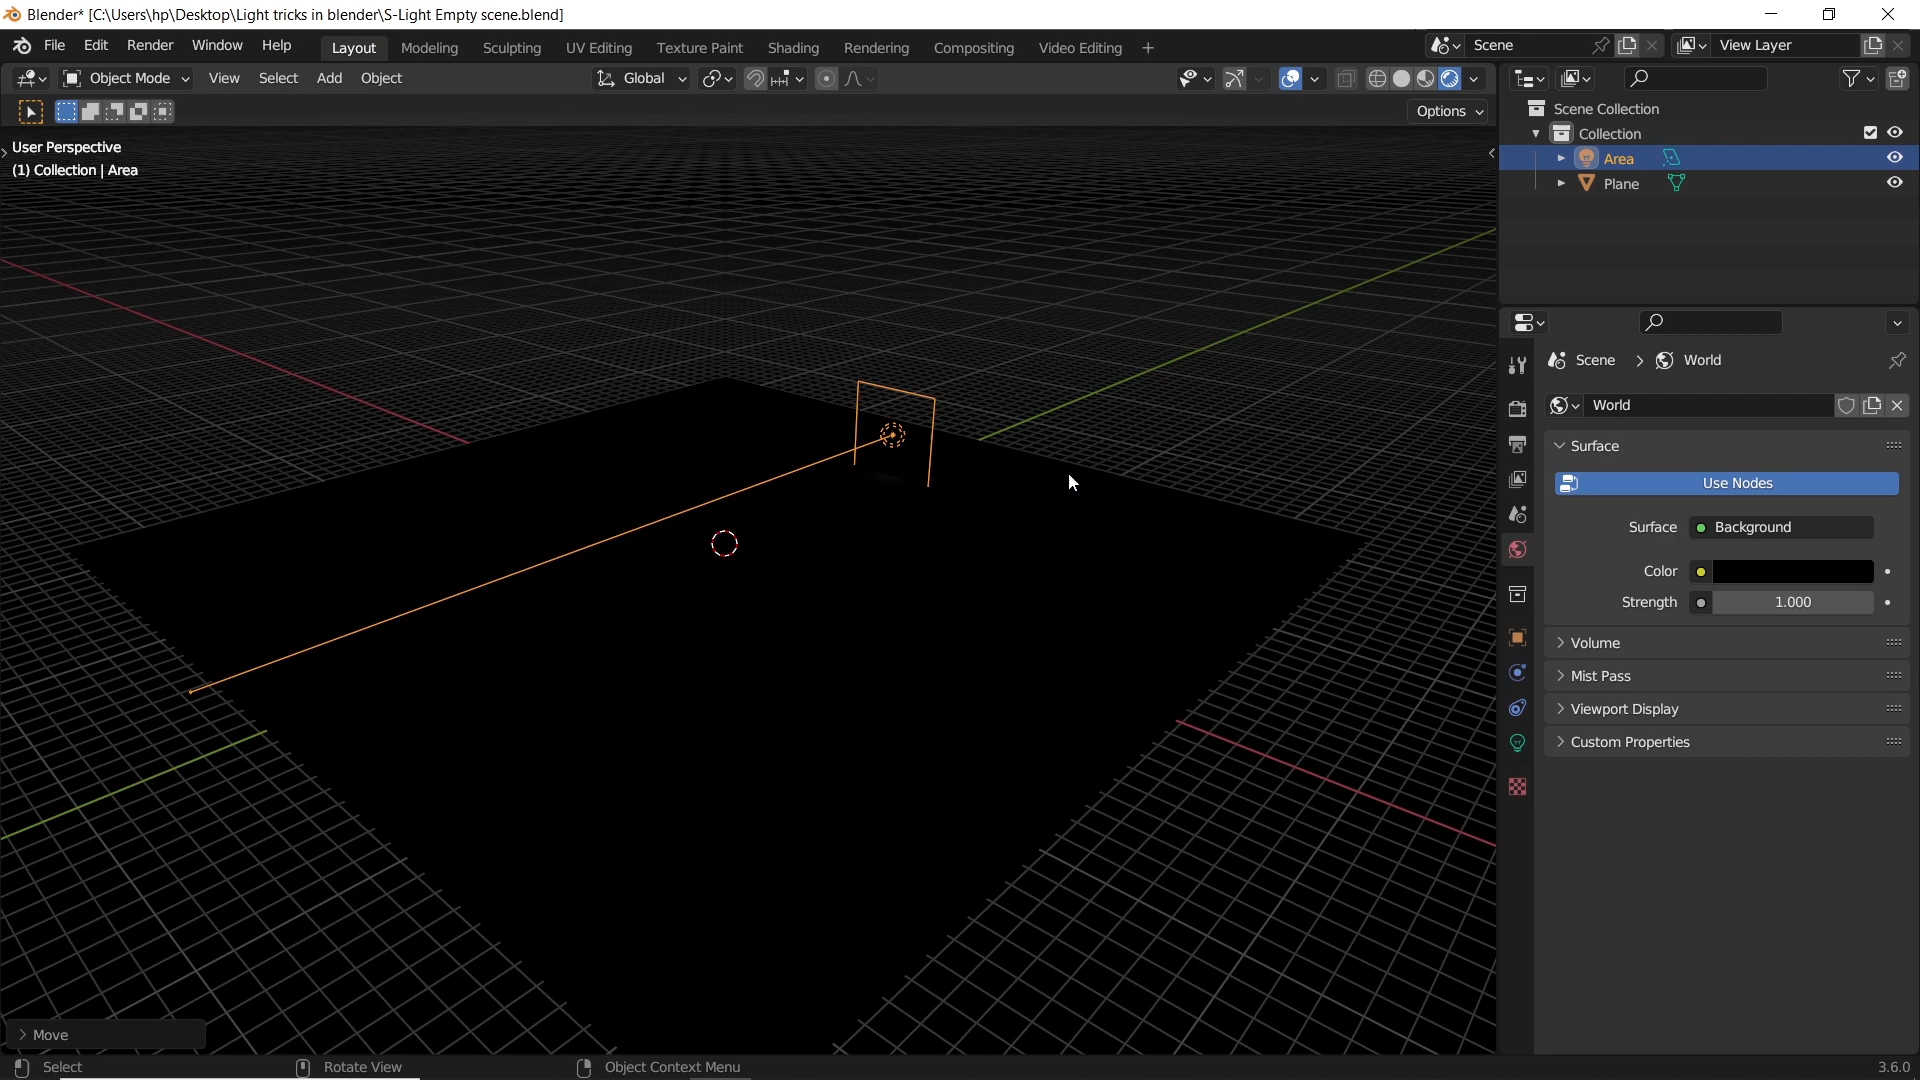 Blender* [C:\Users\hp\Desktop\Light tricks in blender\S-Light Empty scene.blend]
File Edit Render Window Help Layout Modeling Sculpting UV Editing Texture Paint Shading Animation Rendering Compositing Video Editing + Scene View Layer
Object Mode View Select Add Object Global
Options
User Perspective
(1) Collection | Area
Scene Collection
Collection
Area
Plane
Scene > World
World
Surface
Use Nodes
Surface Background
Color
Strength 1.000
Volume
Mist Pass
Viewport Display
Custom Properties
Move
Select Rotate View Object Context Menu 3.6.0